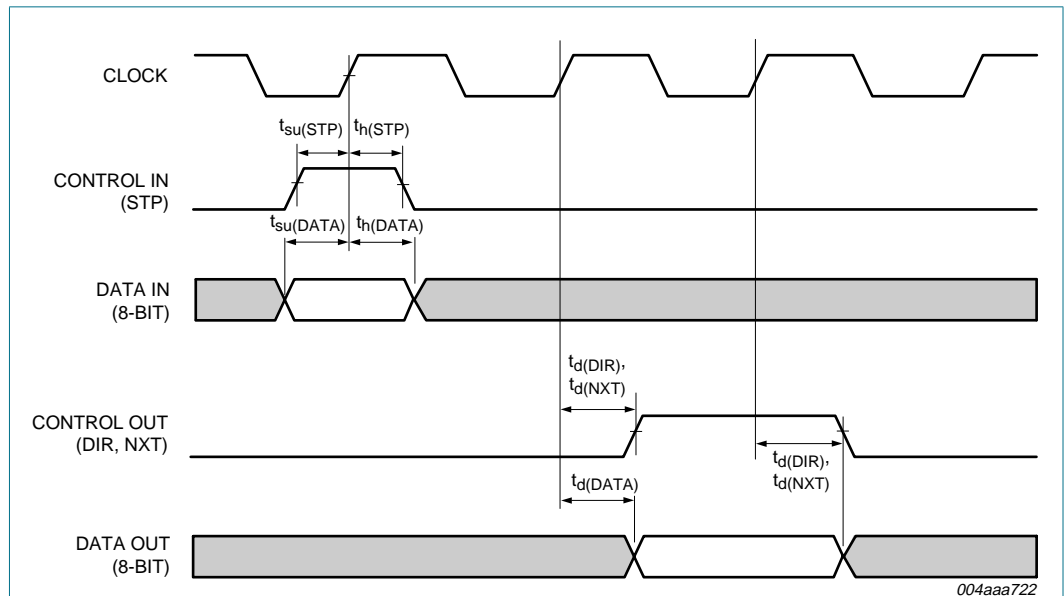 CLOCK
tsu(STP) th(STP)
CONTROL IN
(STP)
tsu(DATA) th(DATA)
DATA IN
(8-BIT)
td(DIR),
td(NXT)
CONTROL OUT
(DIR, NXT)
td(DIR),
td(NXT)
td(DATA)
DATA OUT
(8-BIT)
004aaa722